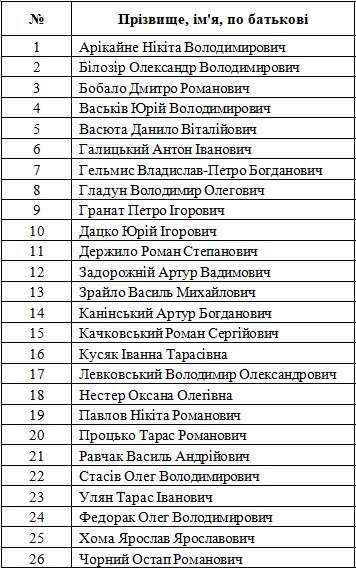 № Прізвище, ім'я, по батькові
1 Арікайне Нікіта Володимирович
2 Білозір Олександр Володимирович
3 Бобало Дмитро Романович
4 Васьків Юрій Володимирович
5 Васюта Данило Віталійович
6 Галицький Антон Іванович
7 Гельмис Владислав-Петро Богданович
8 Гладун Володимир Олегович
9 Гранат Петро Ігорович
10 Дацко Юрій Ігорович
11 Держило Роман Степанович
12 Задорожній Артур Вадимович
13 Зрайло Василь Михайлович
14 Канінський Артур Богданович
15 Качковський Роман Сергійович
16 Кусяк Іванна Тарасівна
17 Левковський Володимир Олександрович
18 Нестер Оксана Олегівна
19 Павлов Нікіта Романович
20 Процько Тарас Романович
21 Равчак Василь Андрійович
22 Стасів Олег Володимирович
23 Улян Тарас Іванович
24 Федорак Олег Володимирович
25 Хома Ярослав Ярославович
26 Чорний Остап Романович